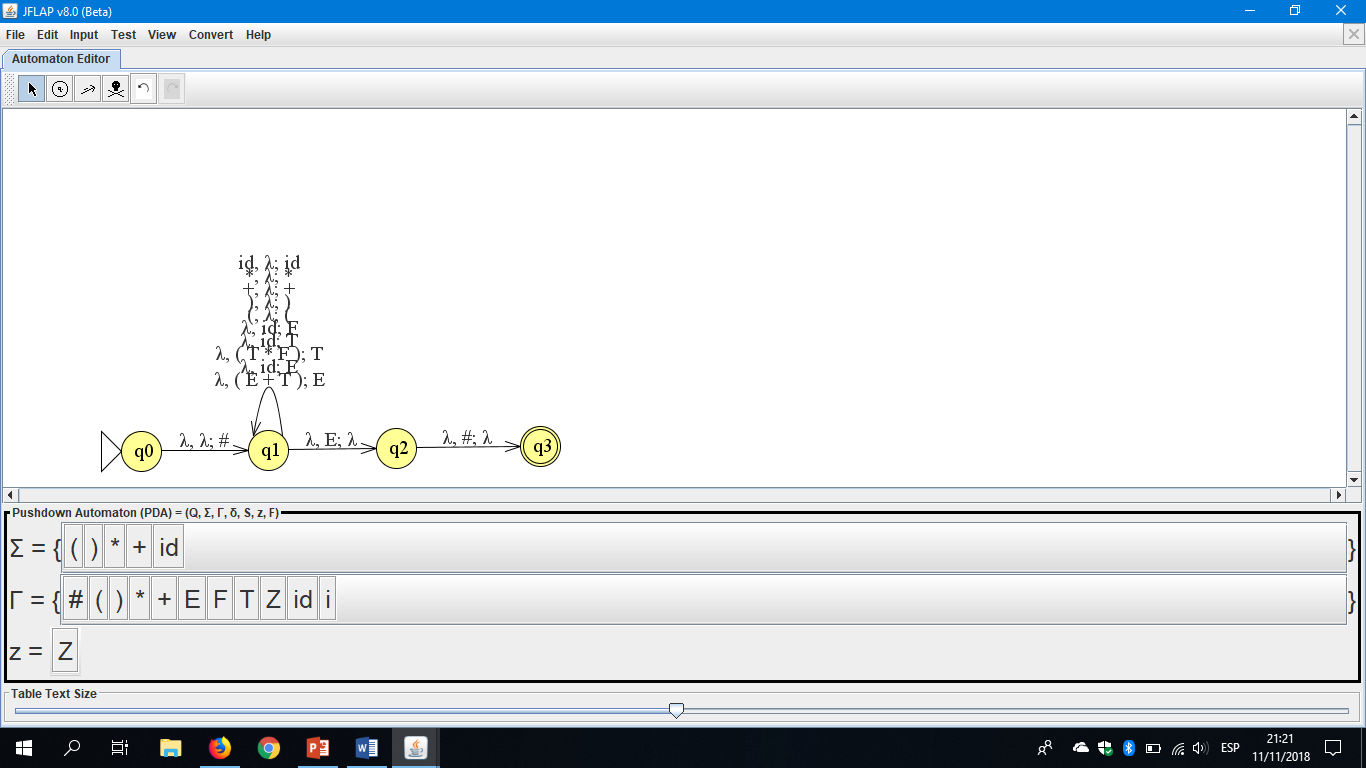 JFLAP v8.0 (Beta)
File Edit Input Test View Convert Help
Automaton Editor
id, λ; id
*, λ; *
+, λ; +
), λ; )
(, λ; (
λ, id; F
λ, id; T
λ, ( T * F ); T
λ, id; E
λ, ( E + T ); E
q0 λ, λ; # q1 λ, E; λ q2 λ, #; λ q3
Pushdown Automaton (PDA) = (Q, Σ, Γ, δ, S, z, F)
Σ = { ( ) * + id }
Γ = { # ( ) * + E F T Z id i }
z = Z
Table Text Size
ESP
21:21
11/11/2018